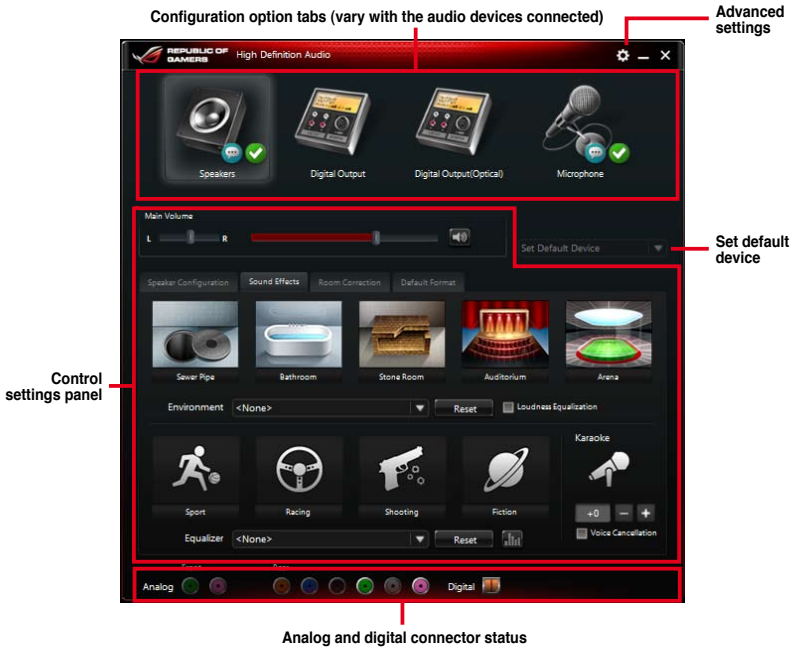 Configuration option tabs (vary with the audio devices connected)
Advanced
settings
REPUBLIC OF
GAMERS
High Definition Audio
Speakers
Digital Output
Digital Output(Optical)
Microphone
Main Volume
L
R
Set Default Device
Set default
device
Speaker Configuration
Sound Effects
Room Correction
Default Format
Sewer Pipe
Bathroom
Stone Room
Auditorium
Arena
Control
settings panel
Environment
<None>
Reset
Loudness Equalization
Karaoke
Sport
Racing
Shooting
Fiction
+0
Equalizer
<None>
Reset
Voice Cancellation
Analog
Digital
Analog and digital connector status